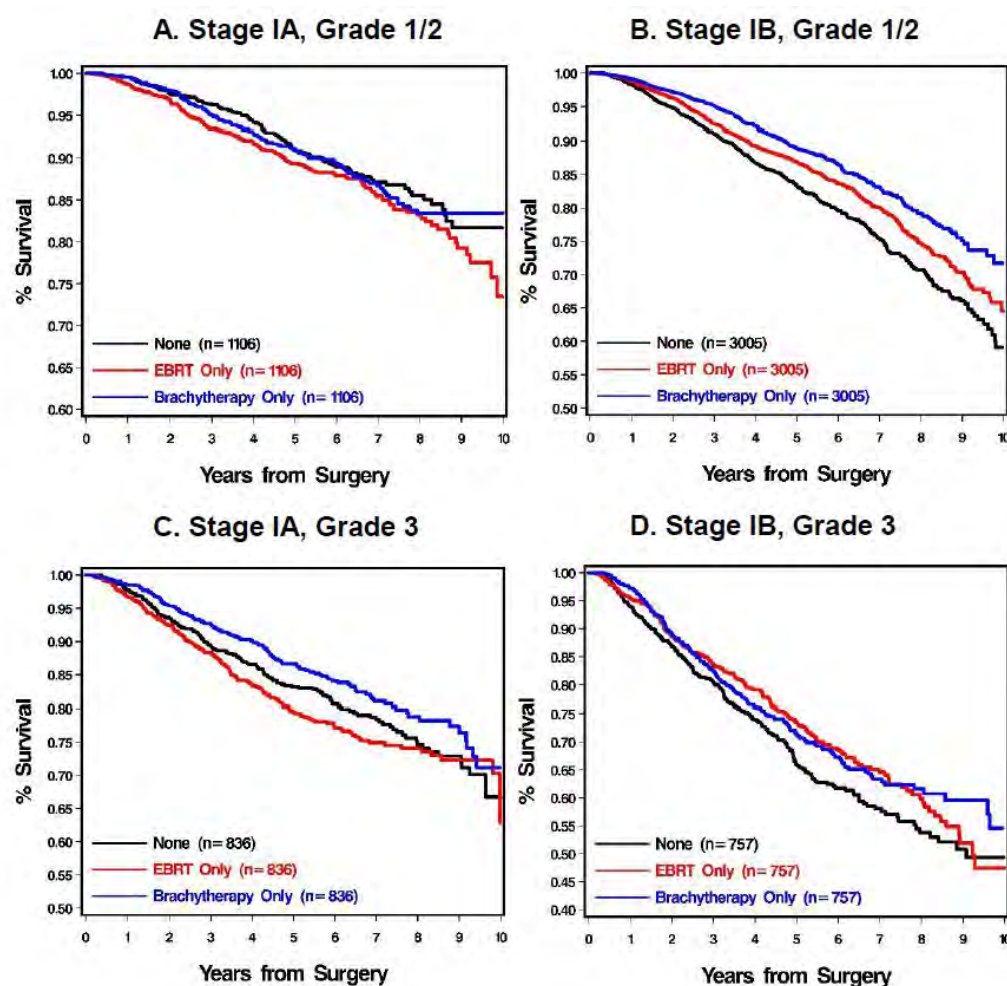 A. Stage IA, Grade 1/2
% Survival
1.00
0.95
0.90
0.85
0.80
0.75
0.70
0.65
0.60
None (n= 1106)
EBRT Only (n= 1106)
Brachytherapy Only (n= 1106)
0 1 2 3 4 5 6 7 8 9 10
Years from Surgery
B. Stage IB, Grade 1/2
% Survival
1.00
0.95
0.90
0.85
0.80
0.75
0.70
0.65
0.60
0.55
0.50
None (n= 3005)
EBRT Only (n= 3005)
Brachytherapy Only (n= 3005)
0 1 2 3 4 5 6 7 8 9 10
Years from Surgery
C. Stage IA, Grade 3
% Survival
1.00
0.95
0.90
0.85
0.80
0.75
0.70
0.65
0.60
0.55
0.50
None (n= 836)
EBRT Only (n= 836)
Brachytherapy Only (n= 836)
0 1 2 3 4 5 6 7 8 9 10
Years from Surgery
D. Stage IB, Grade 3
% Survival
1.00
0.95
0.90
0.85
0.80
0.75
0.70
0.65
0.60
0.55
0.50
0.45
0.40
None (n= 757)
EBRT Only (n= 757)
Brachytherapy Only (n= 757)
0 1 2 3 4 5 6 7 8 9 10
Years from Surgery